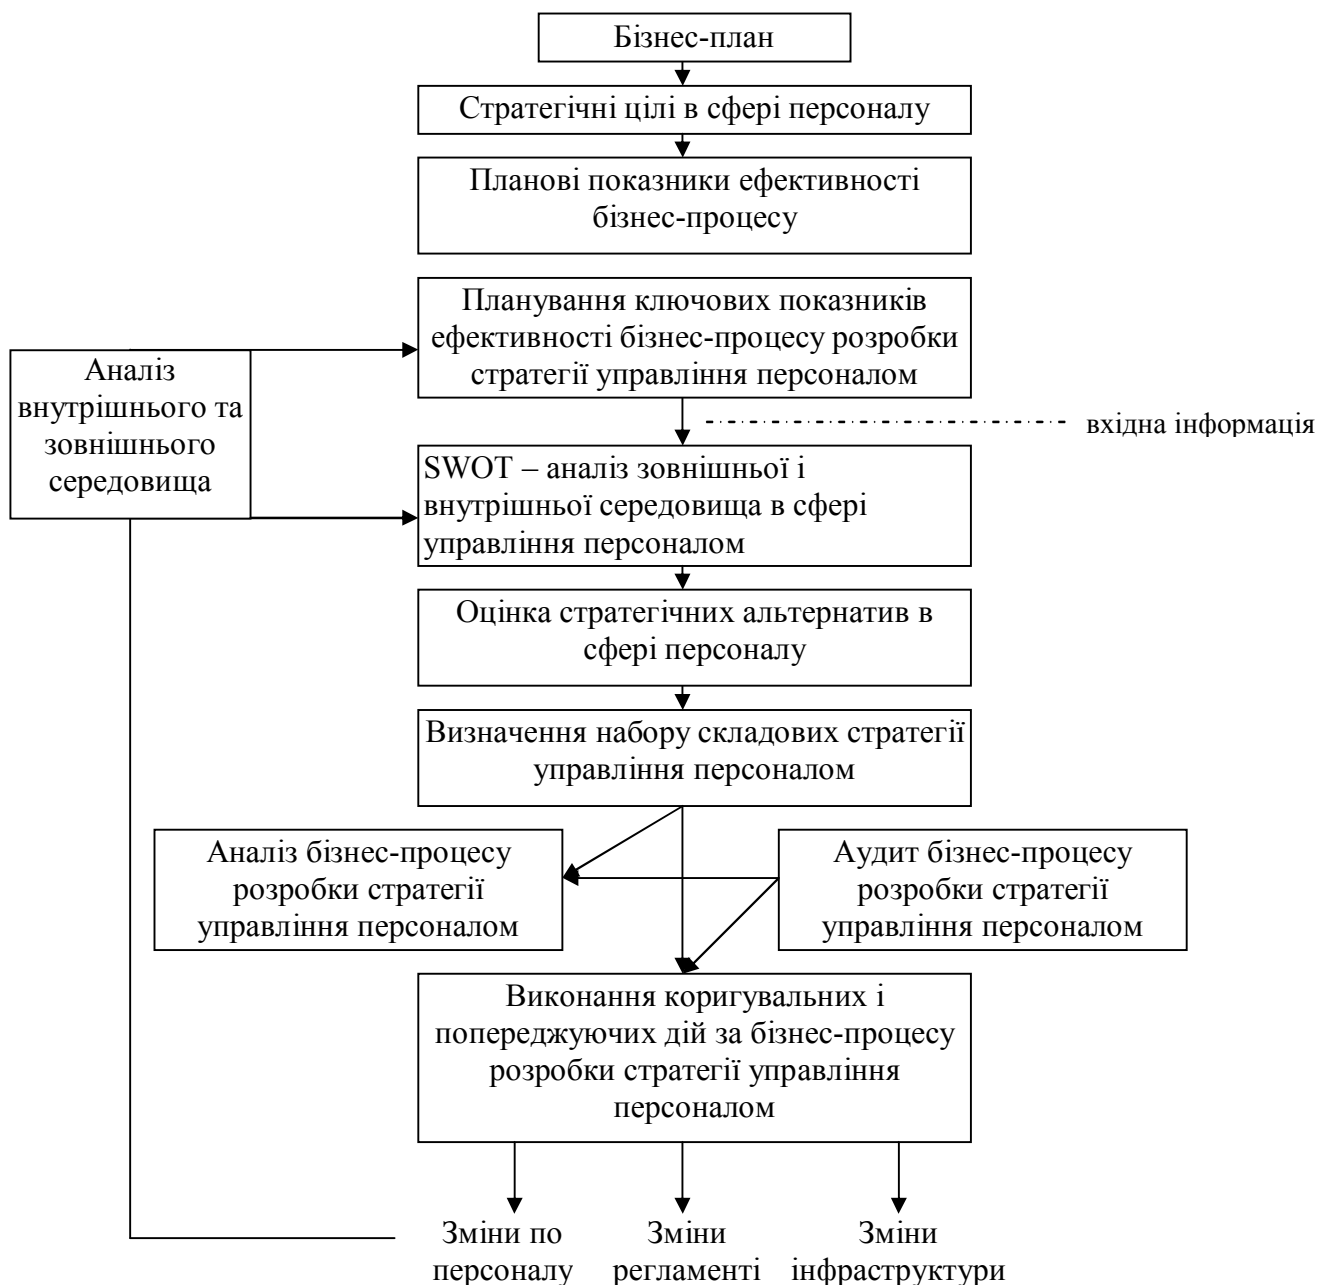 Бізнес-план
Стратегічні цілі в сфері персоналу
Планові показники ефективності
бізнес-процесу
Планування ключових показників
ефективності бізнес-процесу розробки
стратегії управління персоналом
Аналіз
внутрішнього та
зовнішнього
середовища
вхідна інформація
SWOT – аналіз зовнішньої і
внутрішньої середовища в сфері
управління персоналом
Оцінка стратегічних альтернатив в
сфері персоналу
Визначення набору складових стратегії
управління персоналом
Аналіз бізнес-процесу
розробки стратегії
управління персоналом
Аудит бізнес-процесу
розробки стратегії
управління персоналом
Виконання коригувальних і
попереджуючих дій за бізнес-процесу
розробки стратегії управління
персоналом
Зміни по
персоналу
Зміни
регламенті
Зміни
інфраструктури